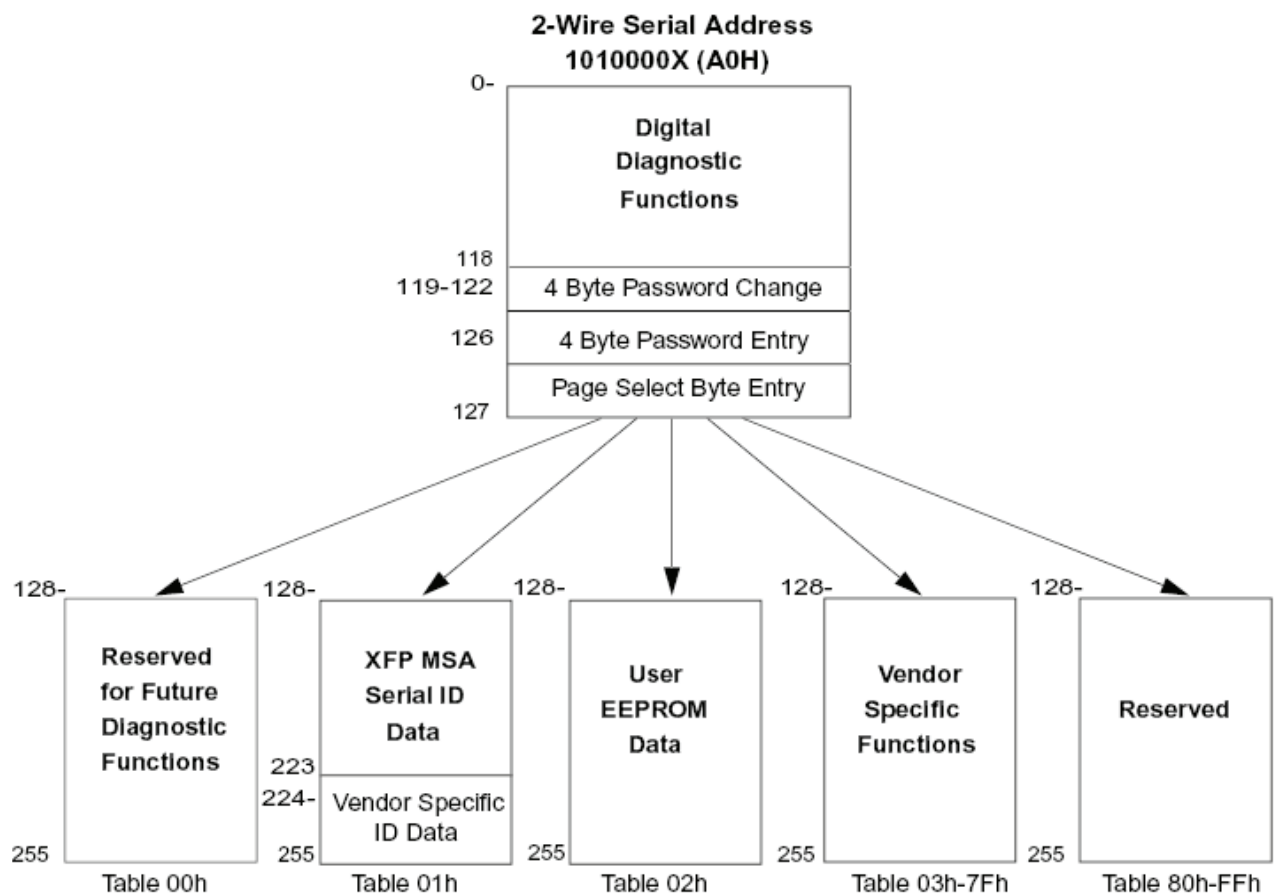 2-Wire Serial Address
1010000X (A0H)
0-
Digital
Diagnostic
Functions
118
119-122
4 Byte Password Change
126
4 Byte Password Entry
Page Select Byte Entry
127
128-
Reserved
for Future
Diagnostic
Functions
255
Table 00h
128-
XFP MSA
Serial ID
Data
223
224-
Vendor Specific
ID Data
255
Table 01h
128-
User
EEPROM
Data
255
Table 02h
128-
Vendor
Specific
Functions
255
Table 03h-7Fh
128-
Reserved
255
Table 80h-FFh